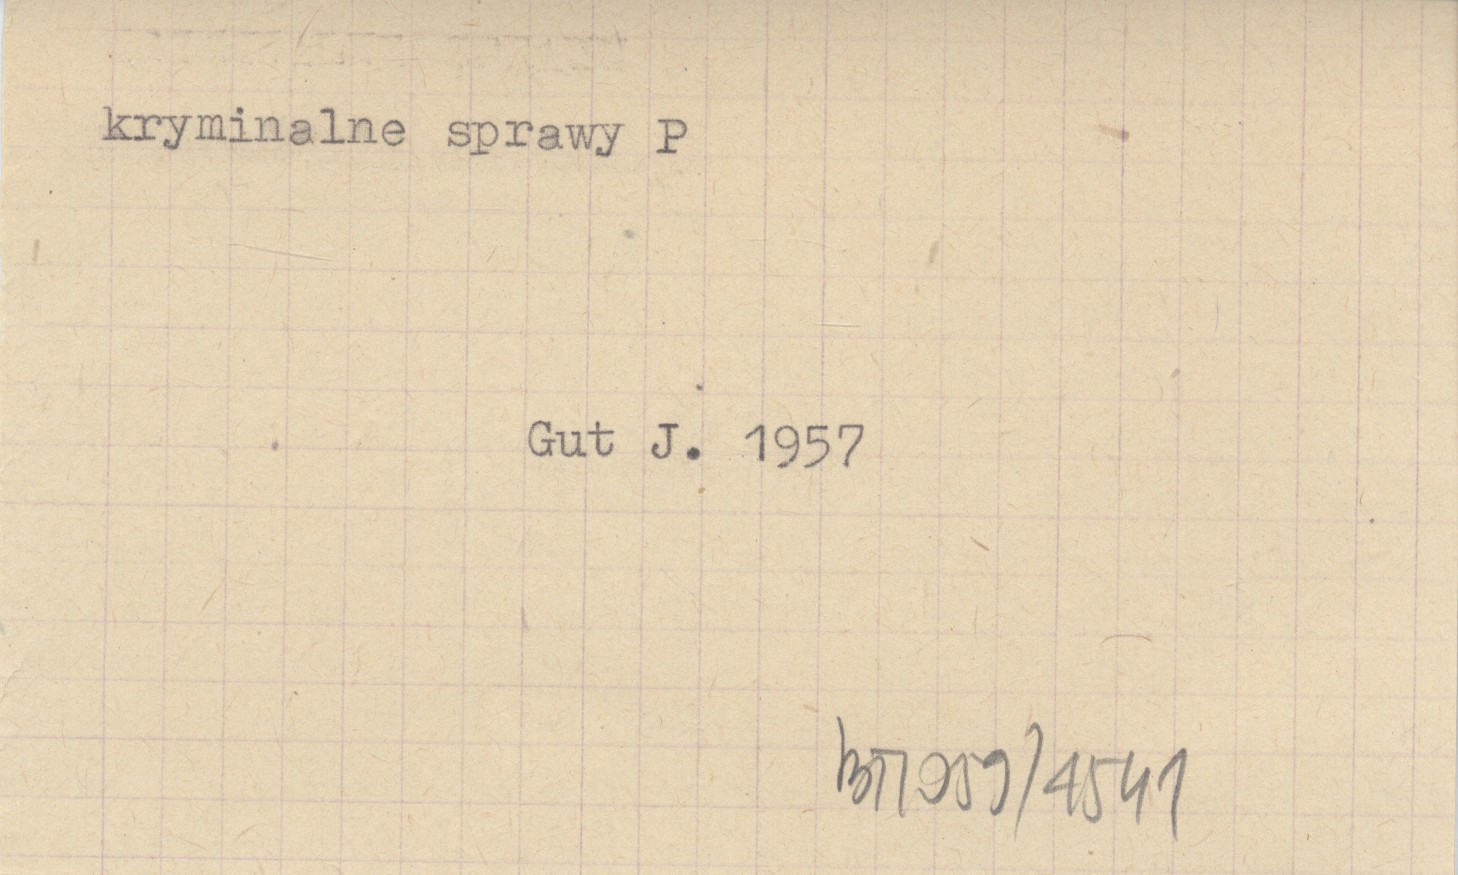 kryminalne sprawy P
Gut J. 1957